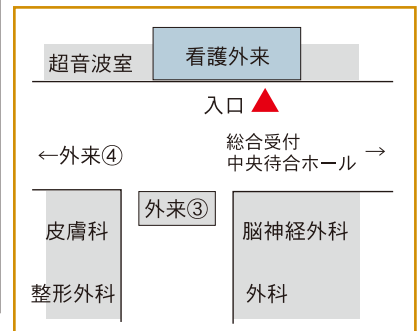 超音波室
看護外来
入口
←外来④
総合受付
中央待合ホール
→
外来③
皮膚科
脳神経外科
整形外科
外科